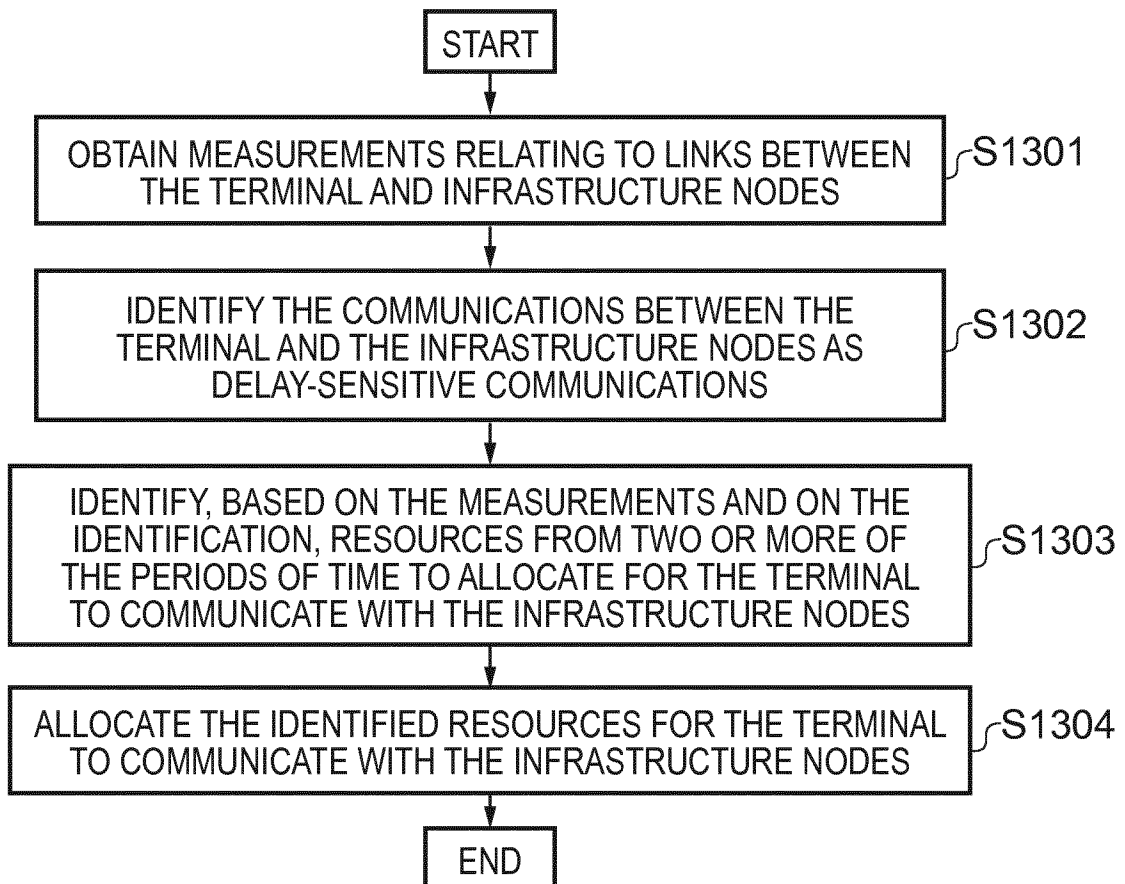 START
OBTAIN MEASUREMENTS RELATING TO LINKS BETWEEN
THE TERMINAL AND INFRASTRUCTURE NODES
S1301
IDENTIFY THE COMMUNICATIONS BETWEEN THE
TERMINAL AND THE INFRASTRUCTURE NODES AS
DELAY-SENSITIVE COMMUNICATIONS
S1302
IDENTIFY, BASED ON THE MEASUREMENTS AND ON THE
IDENTIFICATION, RESOURCES FROM TWO OR MORE OF
THE PERIODS OF TIME TO ALLOCATE FOR THE TERMINAL
TO COMMUNICATE WITH THE INFRASTRUCTURE NODES
S1303
ALLOCATE THE IDENTIFIED RESOURCES FOR THE TERMINAL
TO COMMUNICATE WITH THE INFRASTRUCTURE NODES
S1304
END